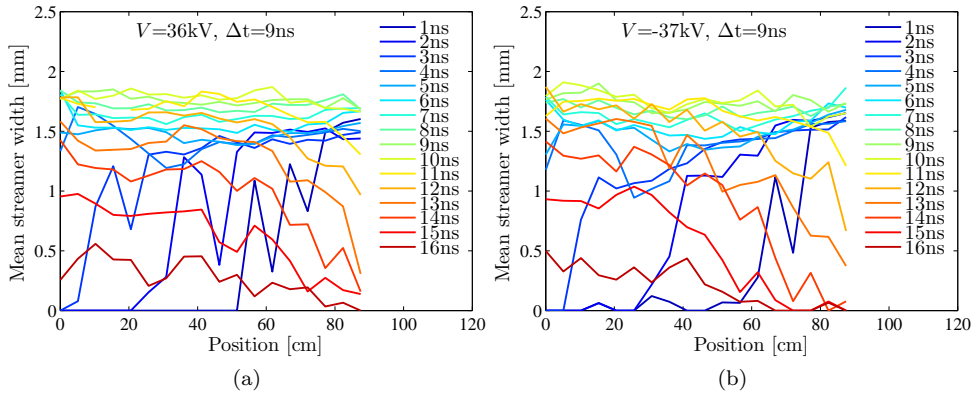 V=36kV, Δt=9ns
Mean streamer width [mm]
2.5
2
1.5
1
0.5
0
0 20 40 60 80 100 120
Position [cm]
1ns
2ns
3ns
4ns
5ns
6ns
7ns
8ns
9ns
10ns
11ns
12ns
13ns
14ns
15ns
16ns
(a)
V=-37kV, Δt=9ns
Mean streamer width [mm]
2.5
2
1.5
1
0.5
0
0 20 40 60 80 100 120
Position [cm]
1ns
2ns
3ns
4ns
5ns
6ns
7ns
8ns
9ns
10ns
11ns
12ns
13ns
14ns
15ns
16ns
(b)